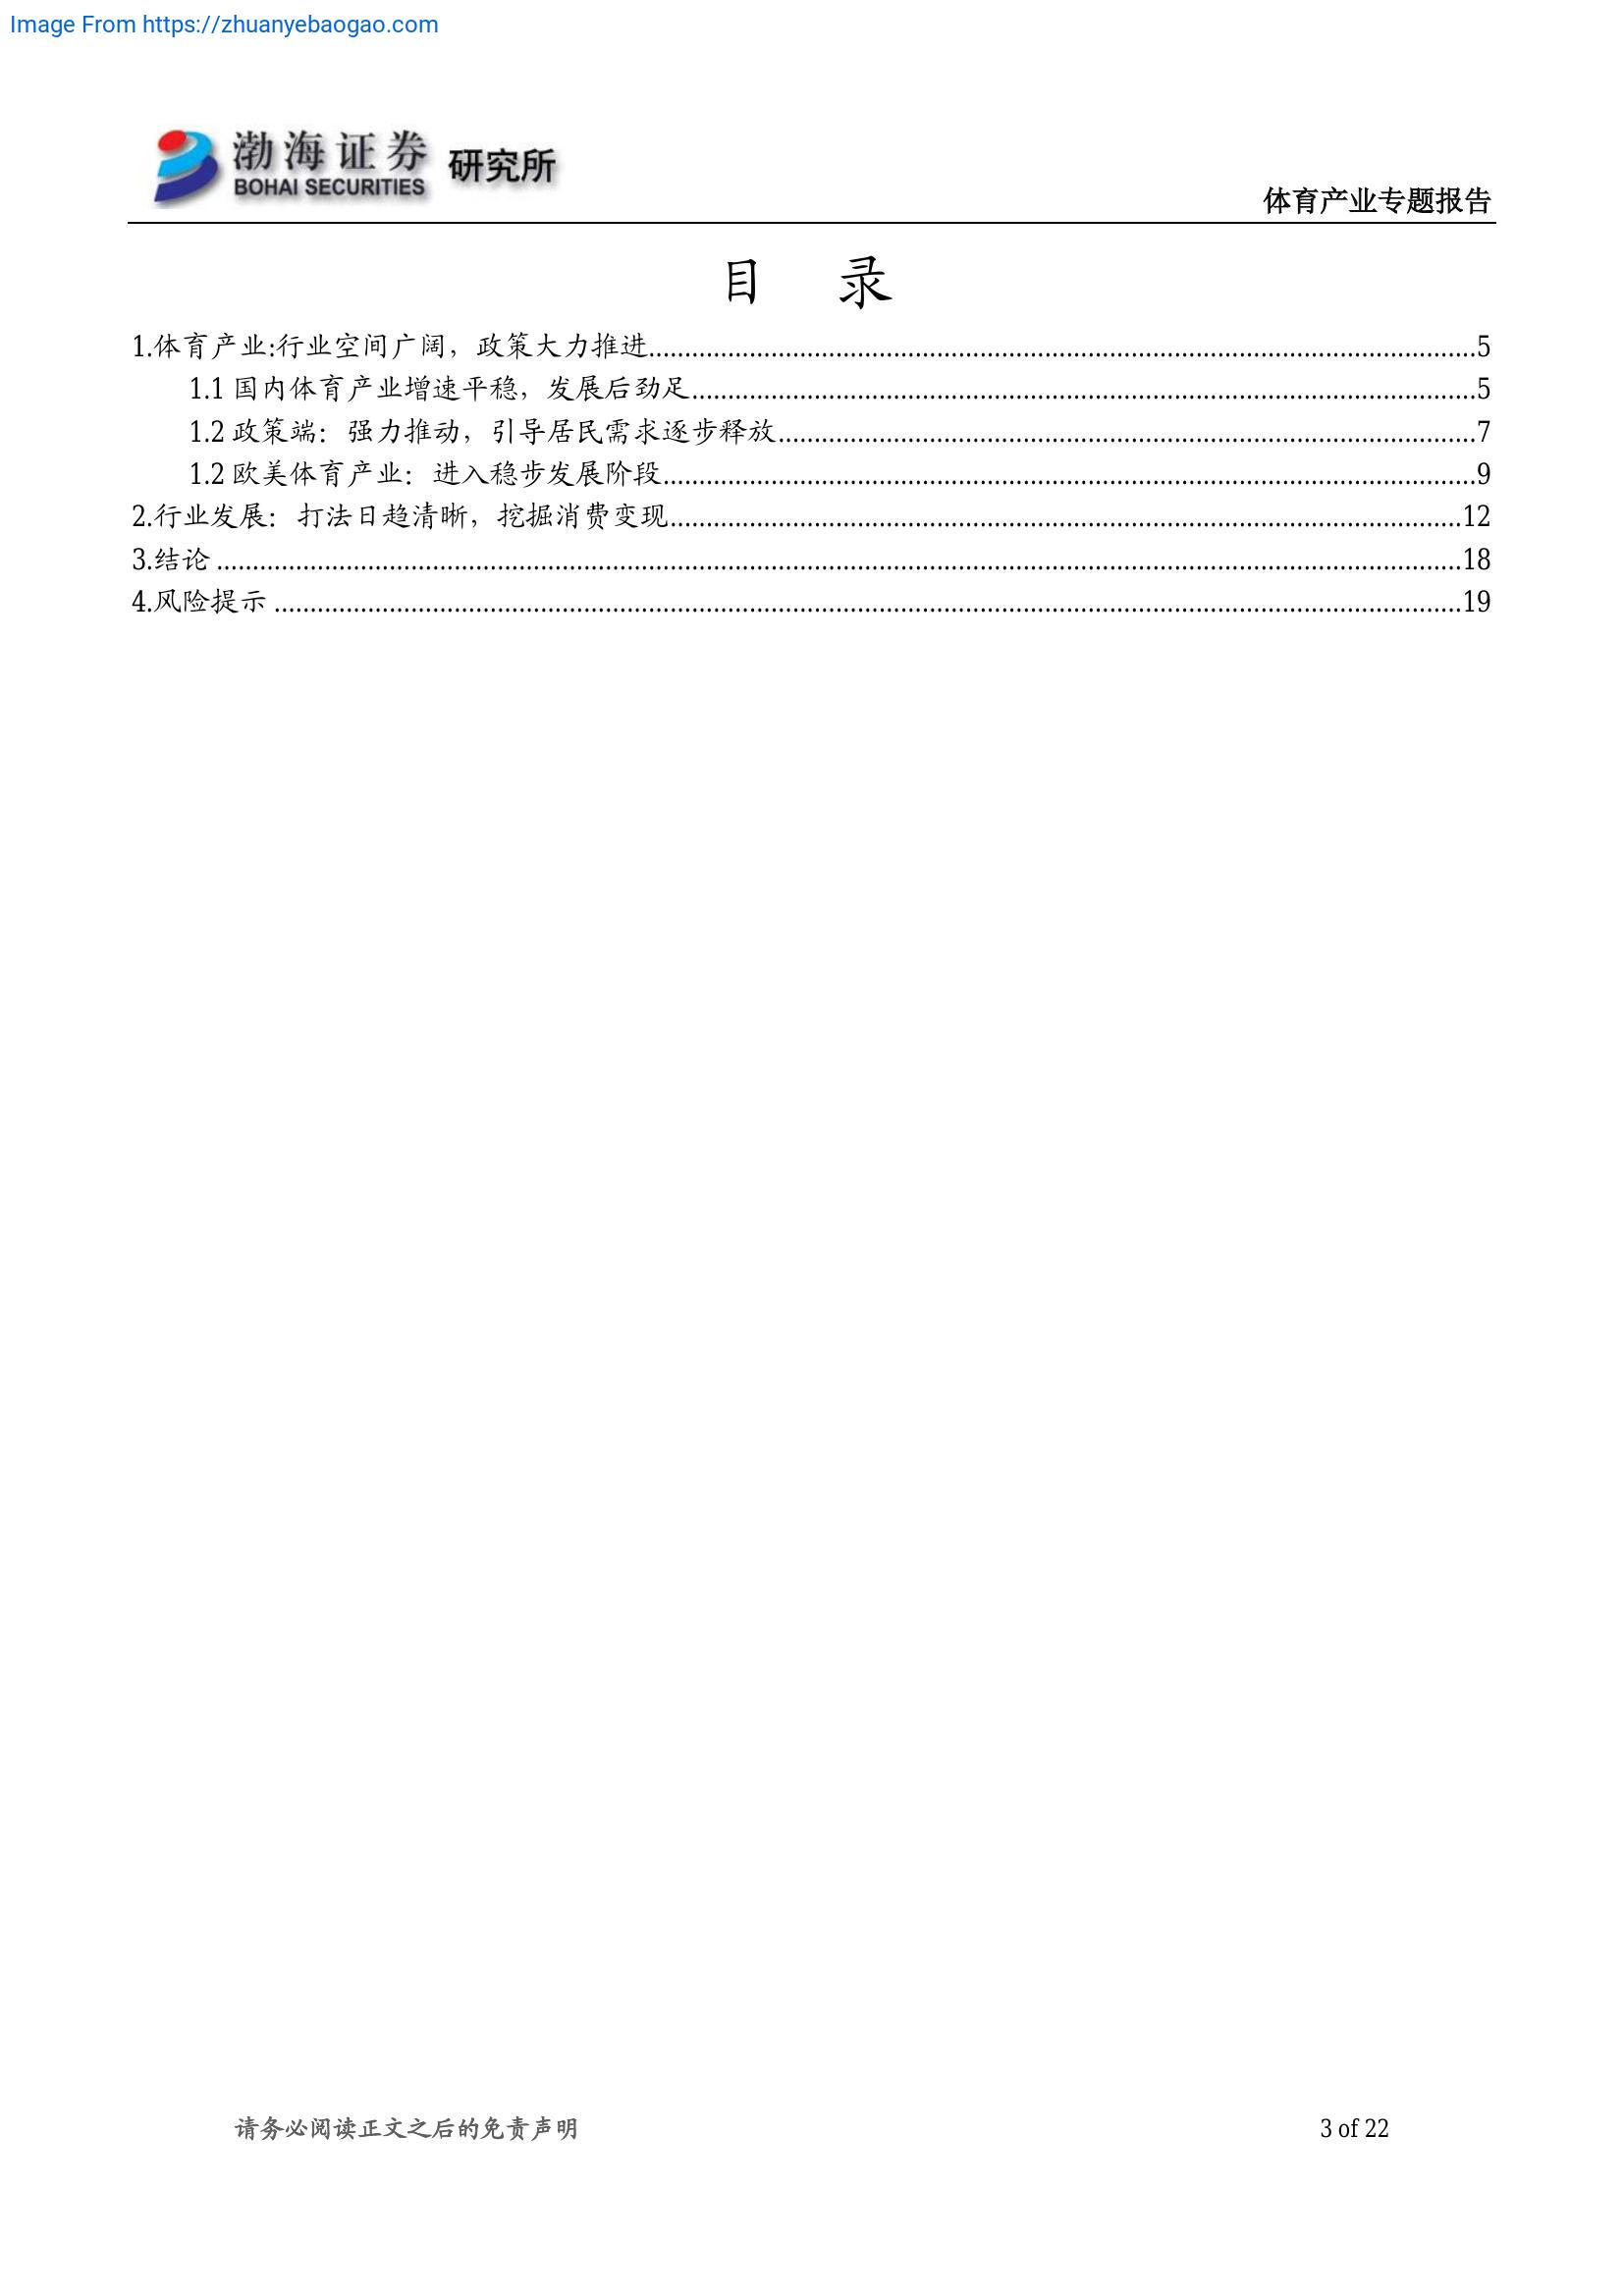 Image From https://zhuanyebaogao.com
渤海证券 研究所
BOHAI SECURITIES
体育产业专题报告
目 录
1.体育产业:行业空间广阔，政策大力推进..........5
1.1 国内体育产业增速平稳，发展后劲足..........5
1.2 政策端：强力推动，引导居民需求逐步释放..........7
1.2 欧美体育产业：进入稳步发展阶段..........9
2.行业发展：打法日趋清晰，挖掘消费变现..........12
3.结论 ..........18
4.风险提示 ..........19
请务必阅读正文之后的免责声明
3 of 22